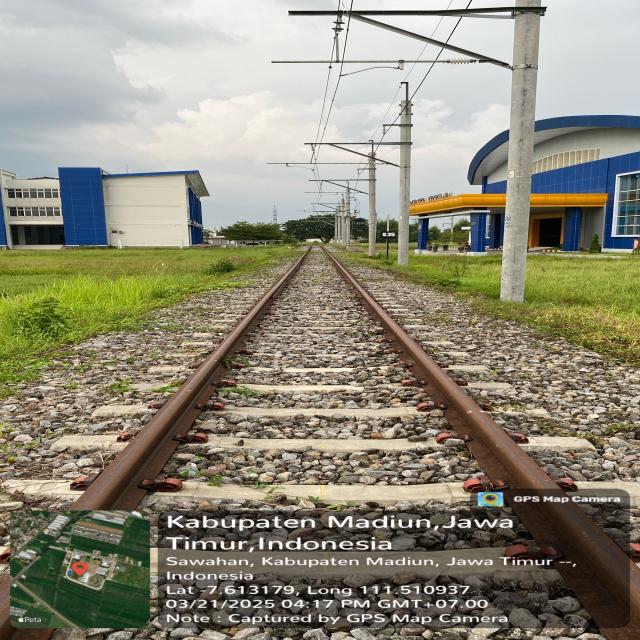 GPS Map Camera
Kabupaten Madiun,Jawa
Timur,Indonesia
Sawahan, Kabupaten Madiun, Jawa Timur --,
Indonesia
Lat -7.613179, Long 111.510937
03/21/2025 04:17 PM GMT+07.00
Note : Captured by GPS Map Camera
Peta